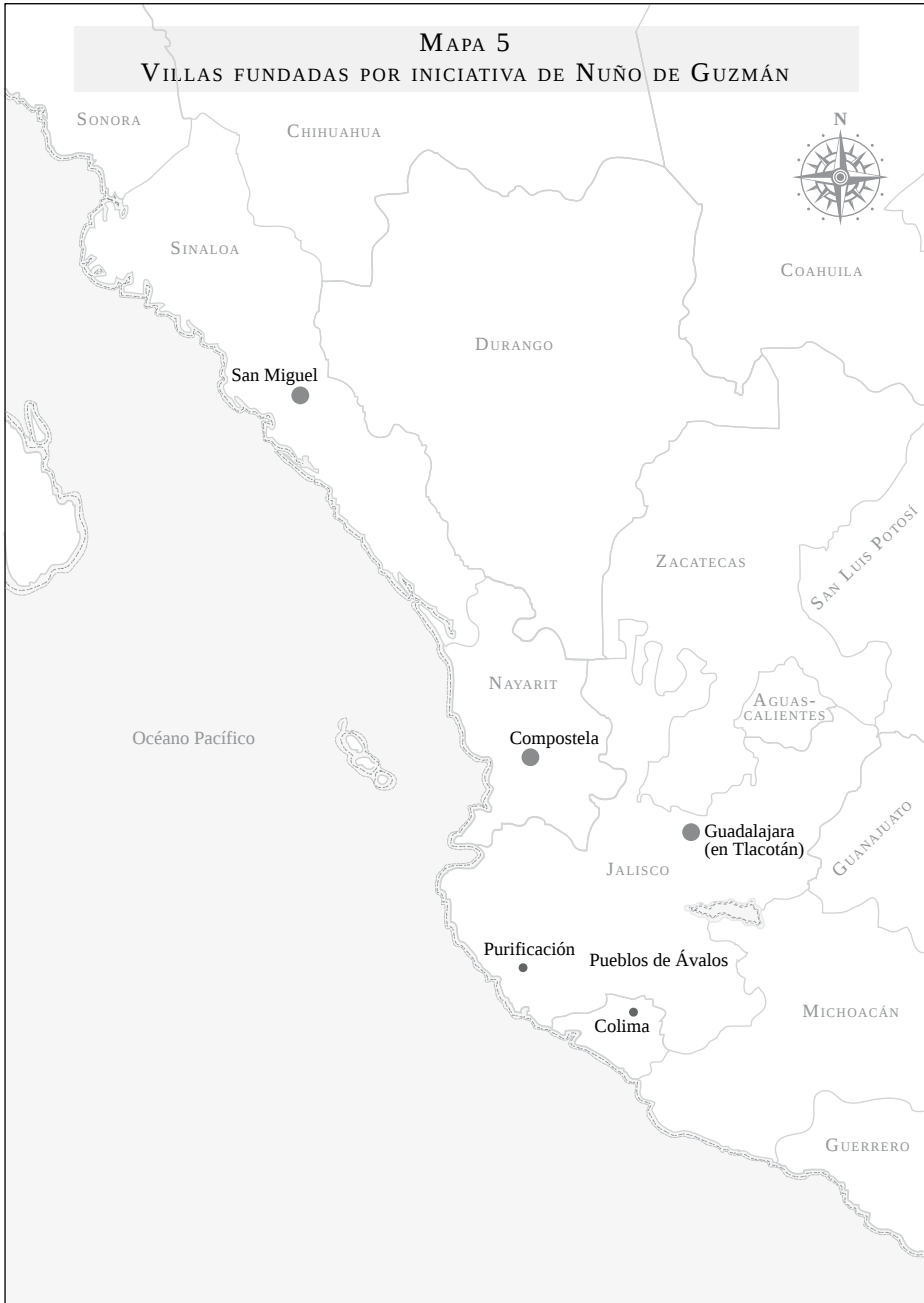 Mapa 5
Villas fundadas por iniciativa de Nuño de Guzmán
N
Sonora
Chihuahua
Sinaloa
Coahuila
Durango
San Miguel
San Luis Potosí
Zacatecas
Nayarit
Aguas-
calientes
Océano Pacífico
Compostela
Guadalajara
(en Tlacotán)
Guanajuato
Jalisco
Purificación
Pueblos de Ávalos
Michoacán
Colima
Guerrero